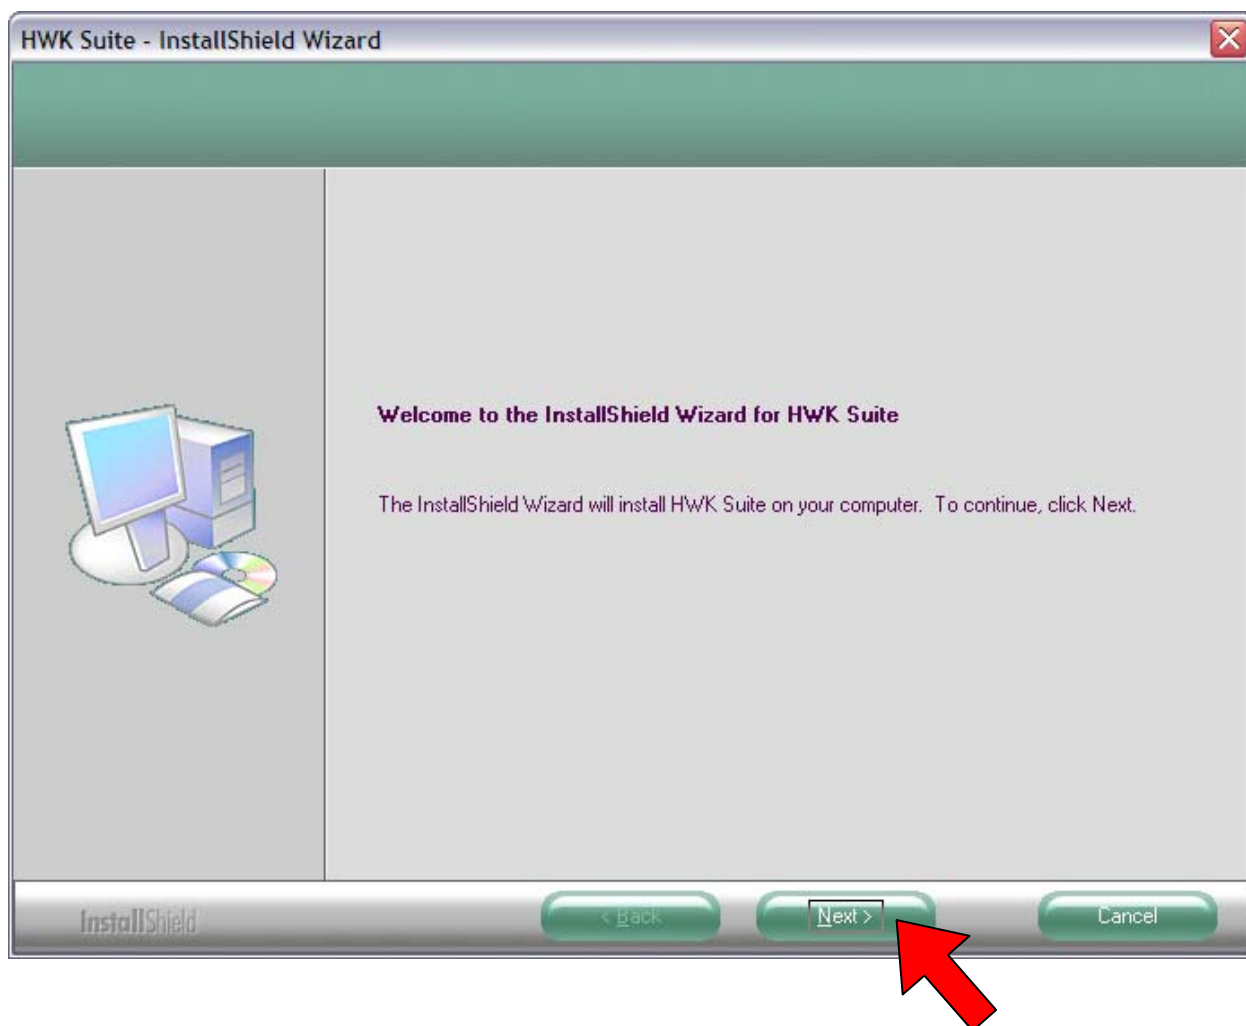 HWK Suite - InstallShield Wizard
Welcome to the InstallShield Wizard for HWK Suite
The InstallShield Wizard will install HWK Suite on your computer. To continue, click Next.
InstallShield
< Back
Next >
Cancel